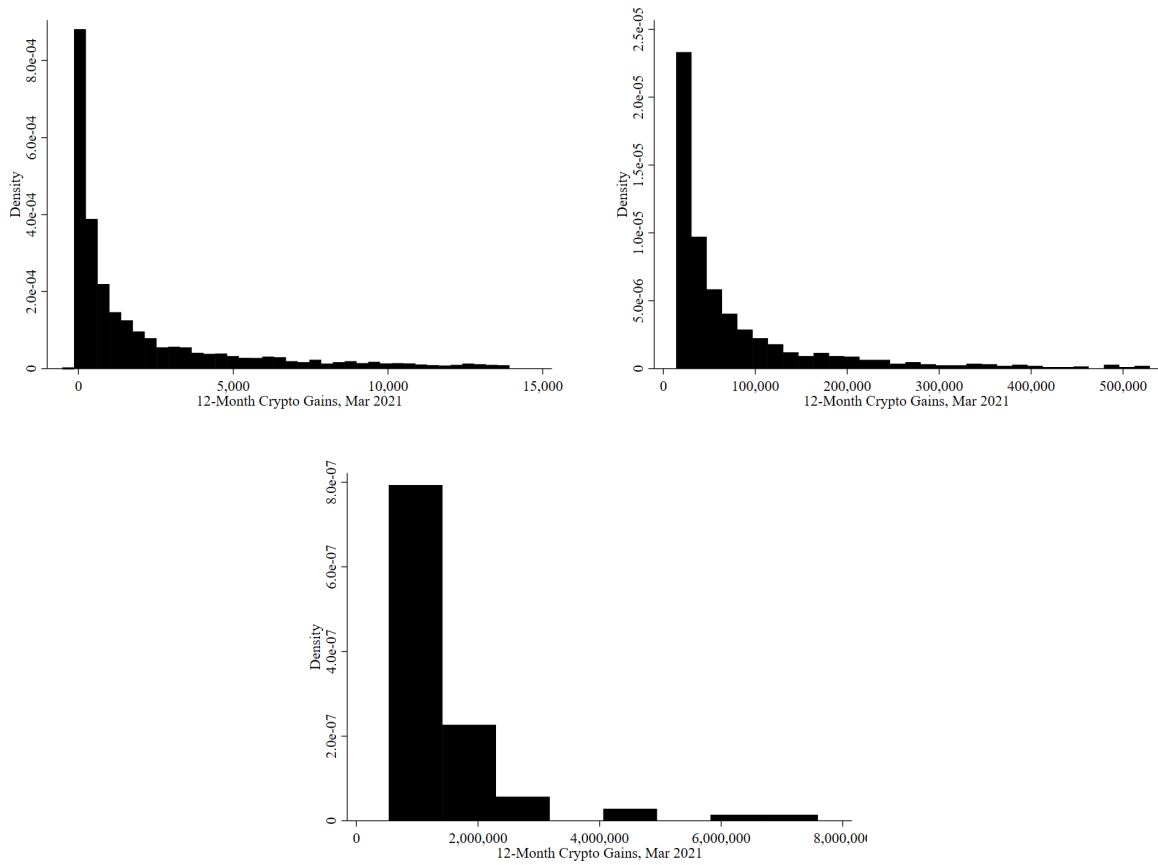 Density
0
2.0e-04
4.0e-04
6.0e-04
8.0e-04
0 5,000 10,000 15,000
12-Month Crypto Gains, Mar 2021
Density
0
5.0e-06
1.0e-05
1.5e-05
2.0e-05
2.5e-05
0 100,000 200,000 300,000 400,000 500,000
12-Month Crypto Gains, Mar 2021
Density
0
2.0e-07
4.0e-07
6.0e-07
8.0e-07
0 2,000,000 4,000,000 6,000,000 8,000,000
12-Month Crypto Gains, Mar 2021